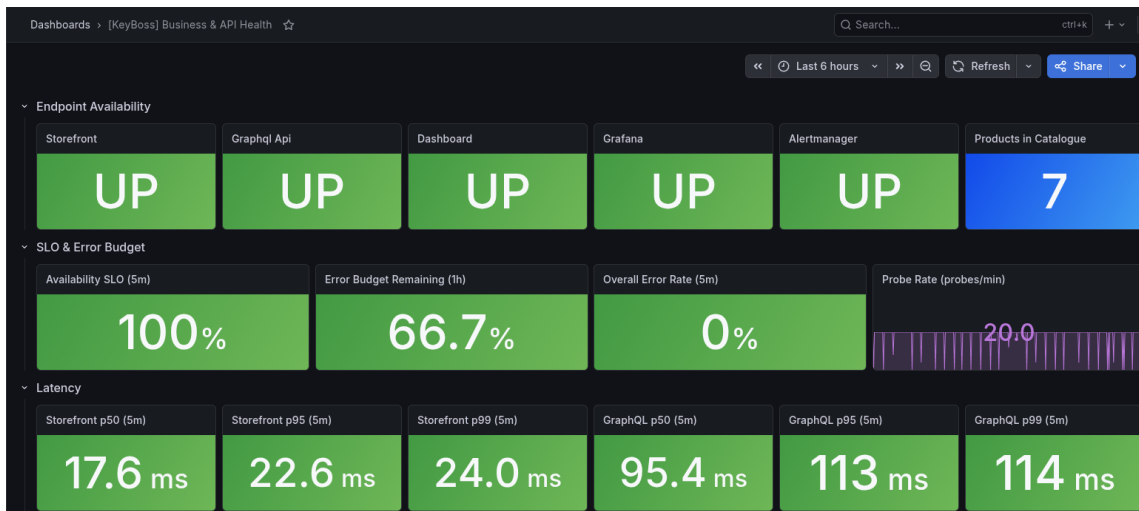 Dashboards › [KeyBoss] Business & API Health
Search... ctrl+k
Last 6 hours
Refresh
Share
Endpoint Availability
Storefront Graphql Api Dashboard Grafana Alertmanager Products in Catalogue
UP UP UP UP UP 7
SLO & Error Budget
Availability SLO (5m) Error Budget Remaining (1h) Overall Error Rate (5m) Probe Rate (probes/min)
100% 66.7% 0% 20.0
Latency
Storefront p50 (5m) Storefront p95 (5m) Storefront p99 (5m) GraphQL p50 (5m) GraphQL p95 (5m) GraphQL p99 (5m)
17.6 ms 22.6 ms 24.0 ms 95.4 ms 113 ms 114 ms